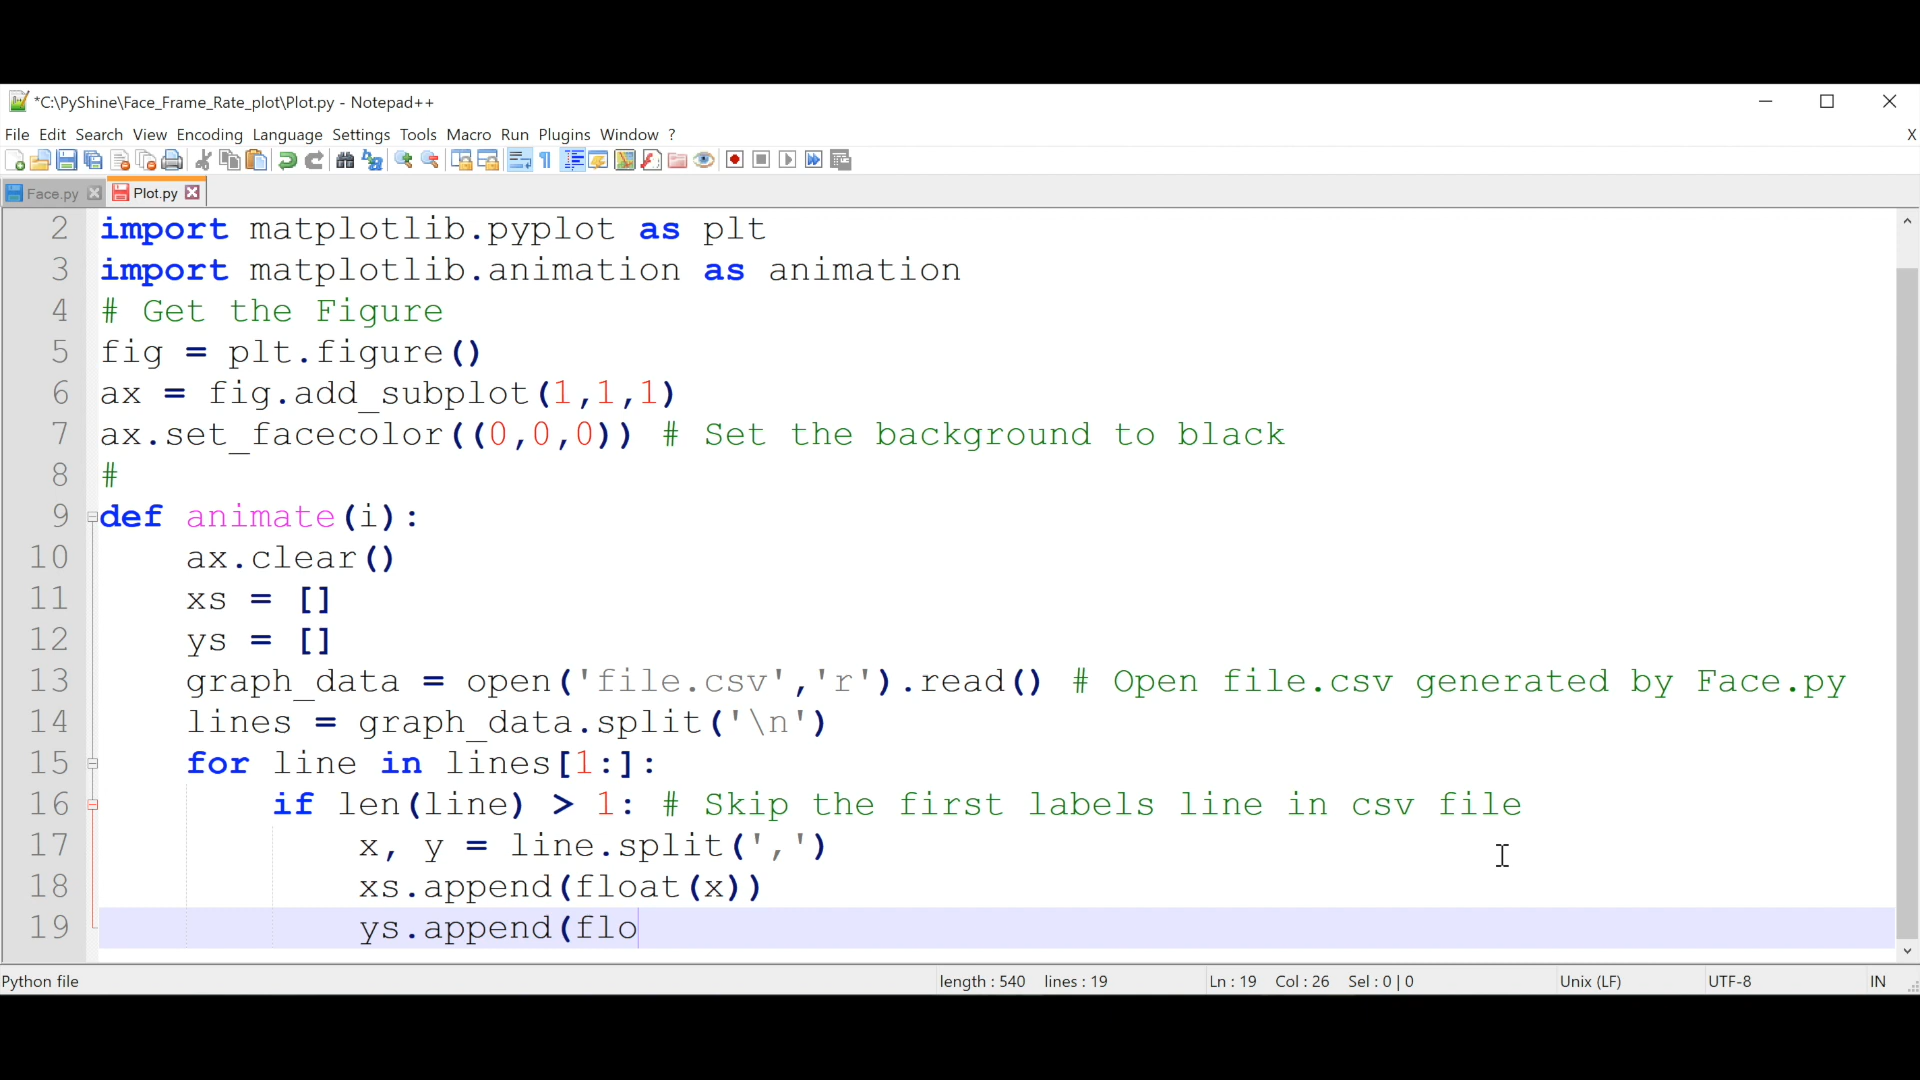 *C:\PyShine\Face_Frame_Rate_plot\Plot.py - Notepad++
File Edit Search View Encoding Language Settings Tools Macro Run Plugins Window ? X
Face.py Plot.py
2 import matplotlib.pyplot as plt
3 import matplotlib.animation as animation
4 # Get the Figure
5 fig = plt.figure()
6 ax = fig.add_subplot(1,1,1)
7 ax.set_facecolor((0,0,0)) # Set the background to black
8 #
9 def animate(i):
10     ax.clear()
11     xs = []
12     ys = []
13     graph_data = open('file.csv','r').read() # Open file.csv generated by Face.py
14     lines = graph_data.split('\n')
15     for line in lines[1:]:
16         if len(line) > 1: # Skip the first labels line in csv file
17             x, y = line.split(',')
18             xs.append(float(x))
19             ys.append(flo
Python file length : 540 lines : 19 Ln : 19 Col : 26 Sel : 0 | 0 Unix (LF) UTF-8 IN